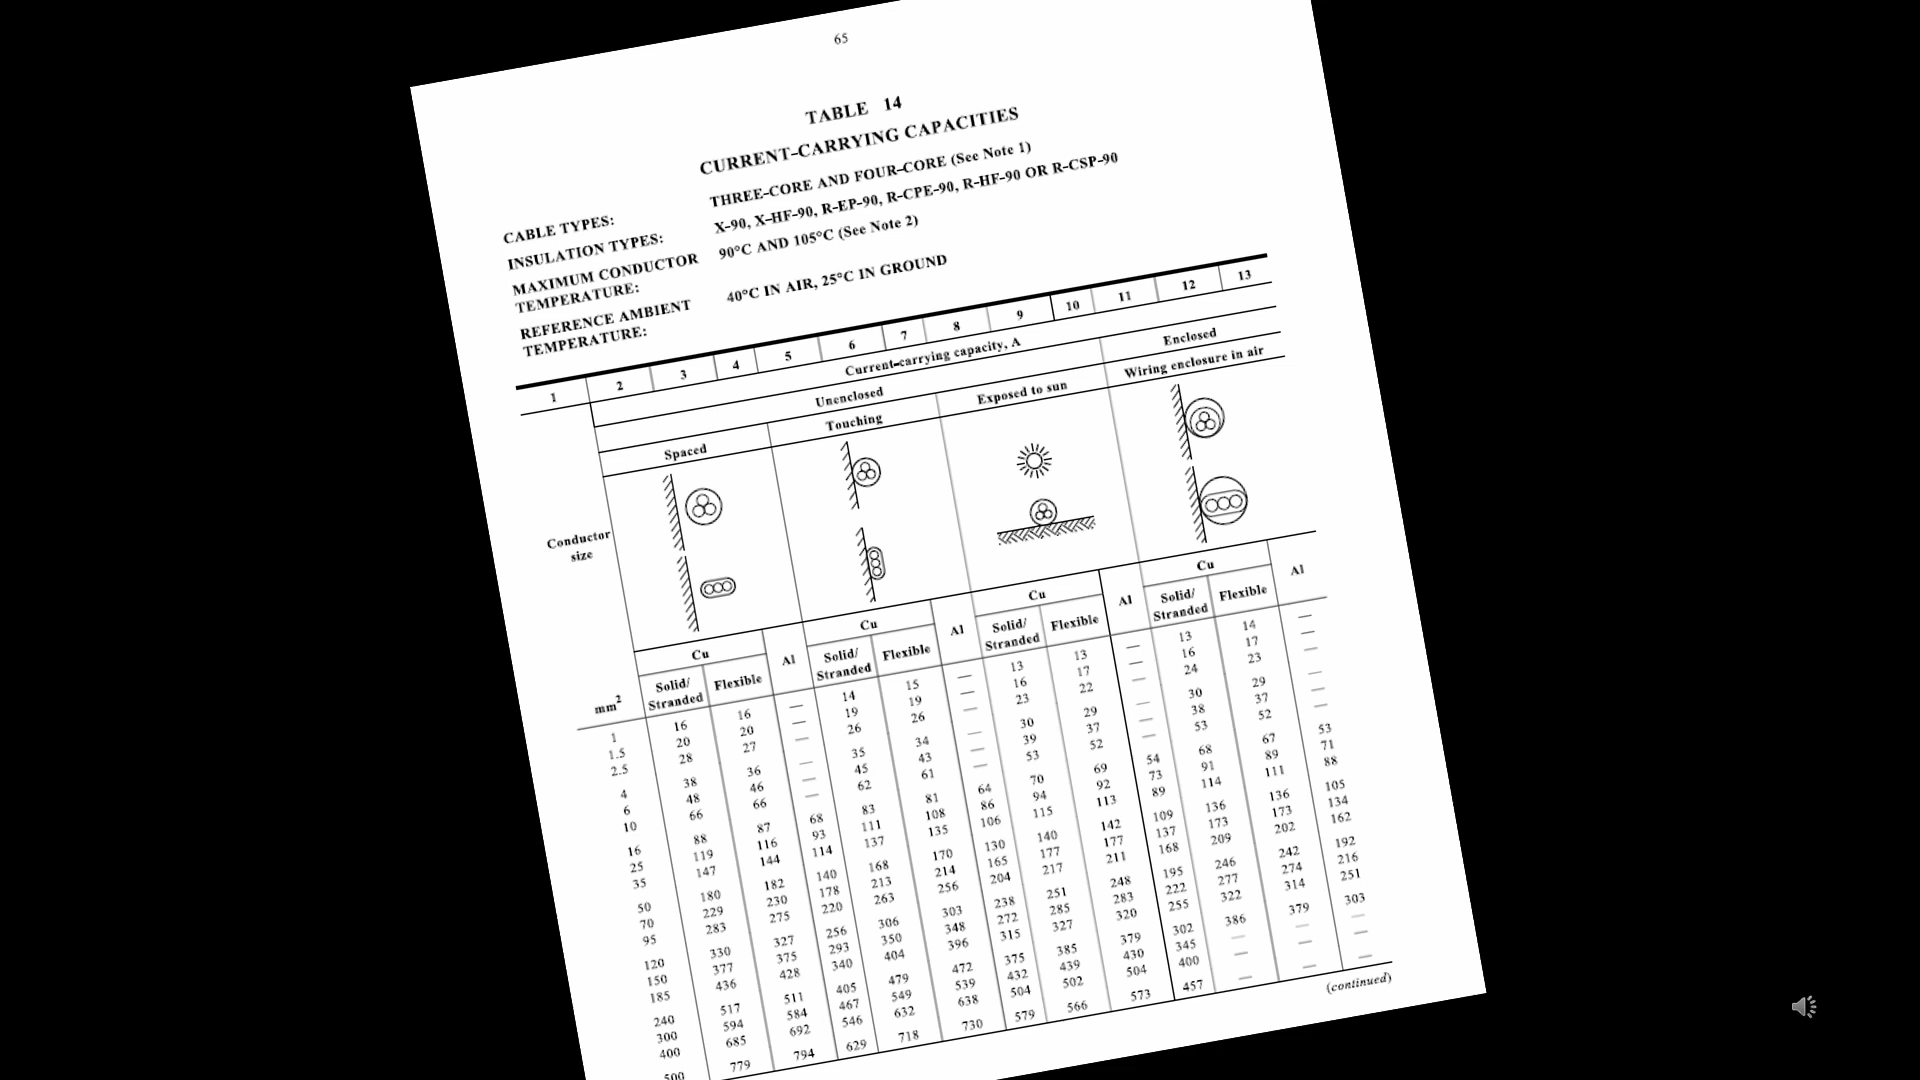 65
TABLE 14
CURRENT-CARRYING CAPACITIES
CABLE TYPES: THREE-CORE AND FOUR-CORE (See Note 1)
INSULATION TYPES: X-90, X-HF-90, R-EP-90, R-CPE-90, R-HF-90 OR R-CSP-90
MAXIMUM CONDUCTOR 90°C AND 105°C (See Note 2)
TEMPERATURE:
REFERENCE AMBIENT 40°C IN AIR, 25°C IN GROUND
TEMPERATURE:
1 2 3 4 5 6 7 8 9 10 11 12 13
Current-carrying capacity, A
Unenclosed Enclosed
Spaced Touching Exposed to sun Wiring enclosure in air
Conductor
size
Cu Al Cu Al Cu Al Cu Al
mm2 Solid/ Flexible Solid/ Flexible Solid/ Flexible Solid/ Flexible
Stranded Stranded Stranded Stranded
1 16 16 — 14 15 — 13 13 — 13 14 —
1.5 20 20 — 19 19 — 16 17 — 16 17 —
2.5 28 27 — 26 26 — 23 22 — 24 23 —
4 38 36 — 35 34 — 30 29 — 30 29 —
6 48 46 — 45 43 — 39 37 — 38 37 —
10 66 66 — 62 61 — 53 52 — 53 52 —
16 88 87 68 83 81 64 70 69 54 68 67 53
25 119 116 93 111 108 86 94 92 73 91 89 71
35 147 144 114 137 135 106 115 113 89 114 111 88
50 180 182 140 168 170 130 140 142 109 136 136 105
70 229 230 178 213 214 165 177 177 137 173 173 134
95 283 275 220 263 256 204 217 211 168 209 202 162
120 330 327 256 306 303 238 251 248 195 246 242 192
150 377 375 293 350 348 272 285 283 222 277 274 216
185 436 428 340 404 396 315 327 320 255 322 314 251
240 517 511 405 479 472 375 385 379 302 386 379 303
300 594 584 467 549 539 432 439 430 345 — — —
400 685 692 546 632 638 504 502 504 400 — — —
500 779 794 629 718 730 579 566 573 457 — — —
(continued)